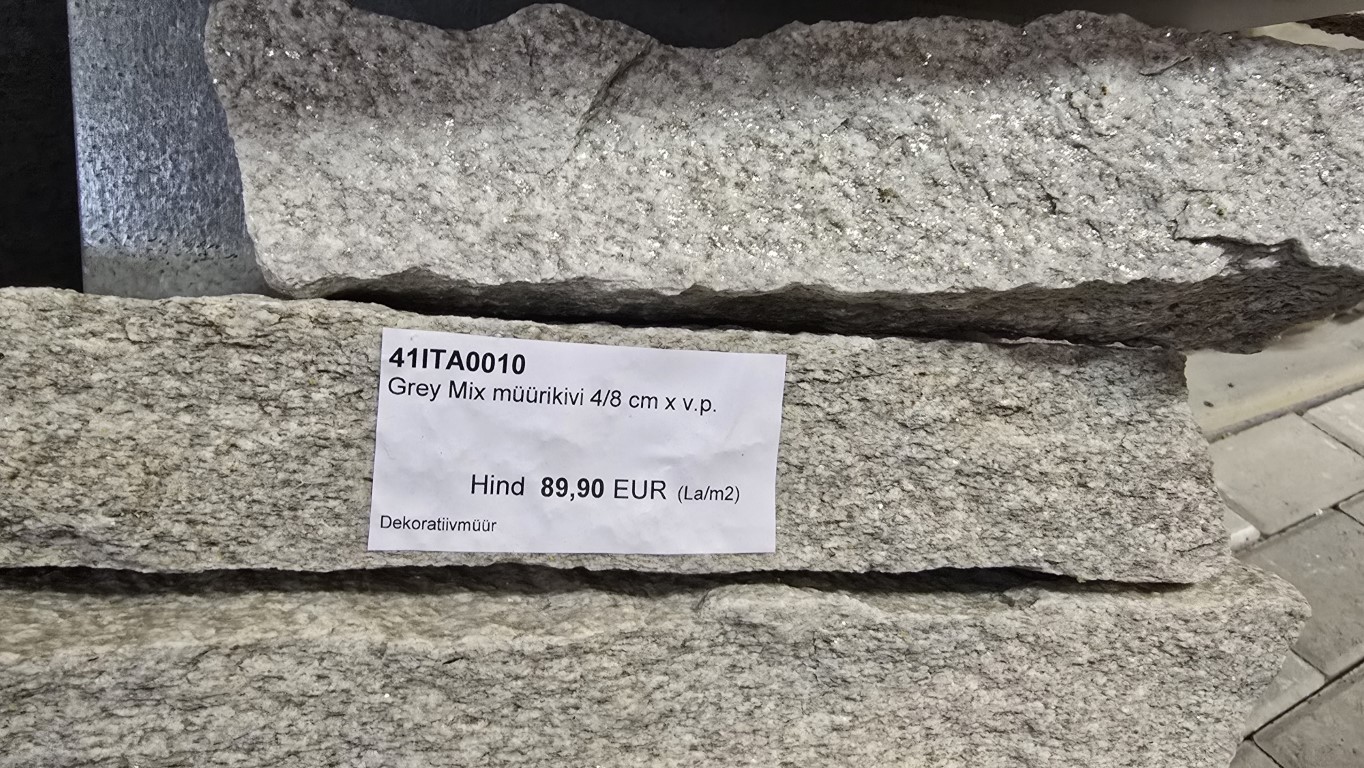 41ITA0010
Grey Mix müürikivi 4/8 cm x v.p.
Hind 89,90 EUR (La/m2)
Dekoratiivmüür